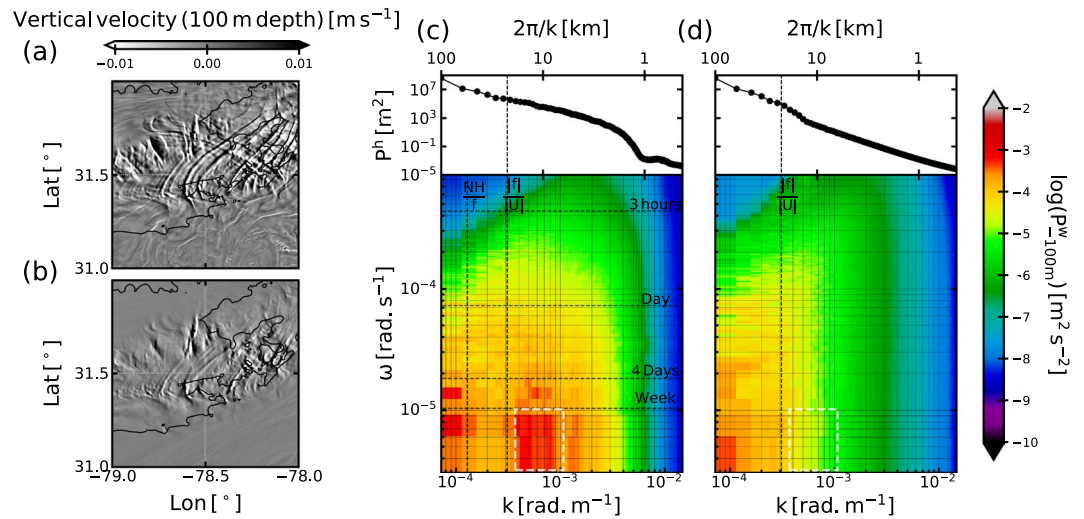 Vertical velocity (100 m depth) [m s⁻¹]
(a)
−0.01 0.00 0.01
Lat [°]
31.5
31.0
(b)
Lat [°]
31.5
31.0
−79.0 −78.5 −78.0
Lon [°]
(c)
2π/k [km]
100 10 1
P^h [m²]
10⁷
10³
10⁻¹
10⁻⁵
NH/f
|f|/|U|
3 hours
Day
4 Days
Week
ω [rad. s⁻¹]
10⁻⁴
10⁻⁵
10⁻⁴ 10⁻³ 10⁻²
k [rad. m⁻¹]
(d)
2π/k [km]
100 10 1
|f|/|U|
10⁻⁴ 10⁻³ 10⁻²
k [rad. m⁻¹]
−2
-3
-4
-5
-6
-7
-8
-9
−10
log(P^w_−100m) [m² s⁻²]